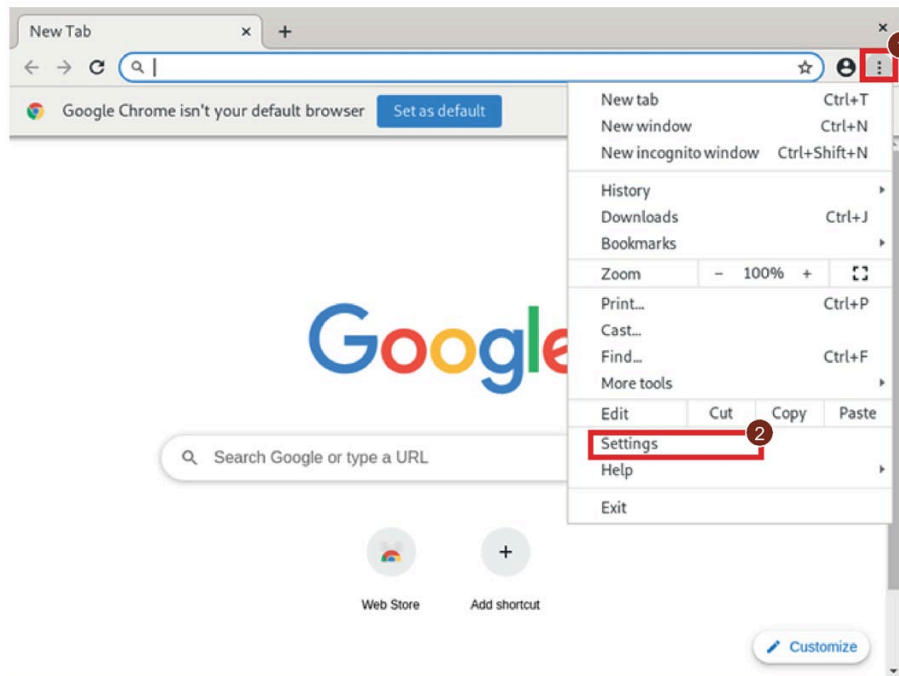 New Tab
Google Chrome isn't your default browser Set as default
New tab Ctrl+T
New window Ctrl+N
New incognito window Ctrl+Shift+N
History
Downloads Ctrl+J
Bookmarks
Zoom - 100% +
Print... Ctrl+P
Cast...
Find... Ctrl+F
More tools
Edit Cut Copy Paste
Settings 2
Help
Exit
Google
Search Google or type a URL
Web Store Add shortcut
Customize